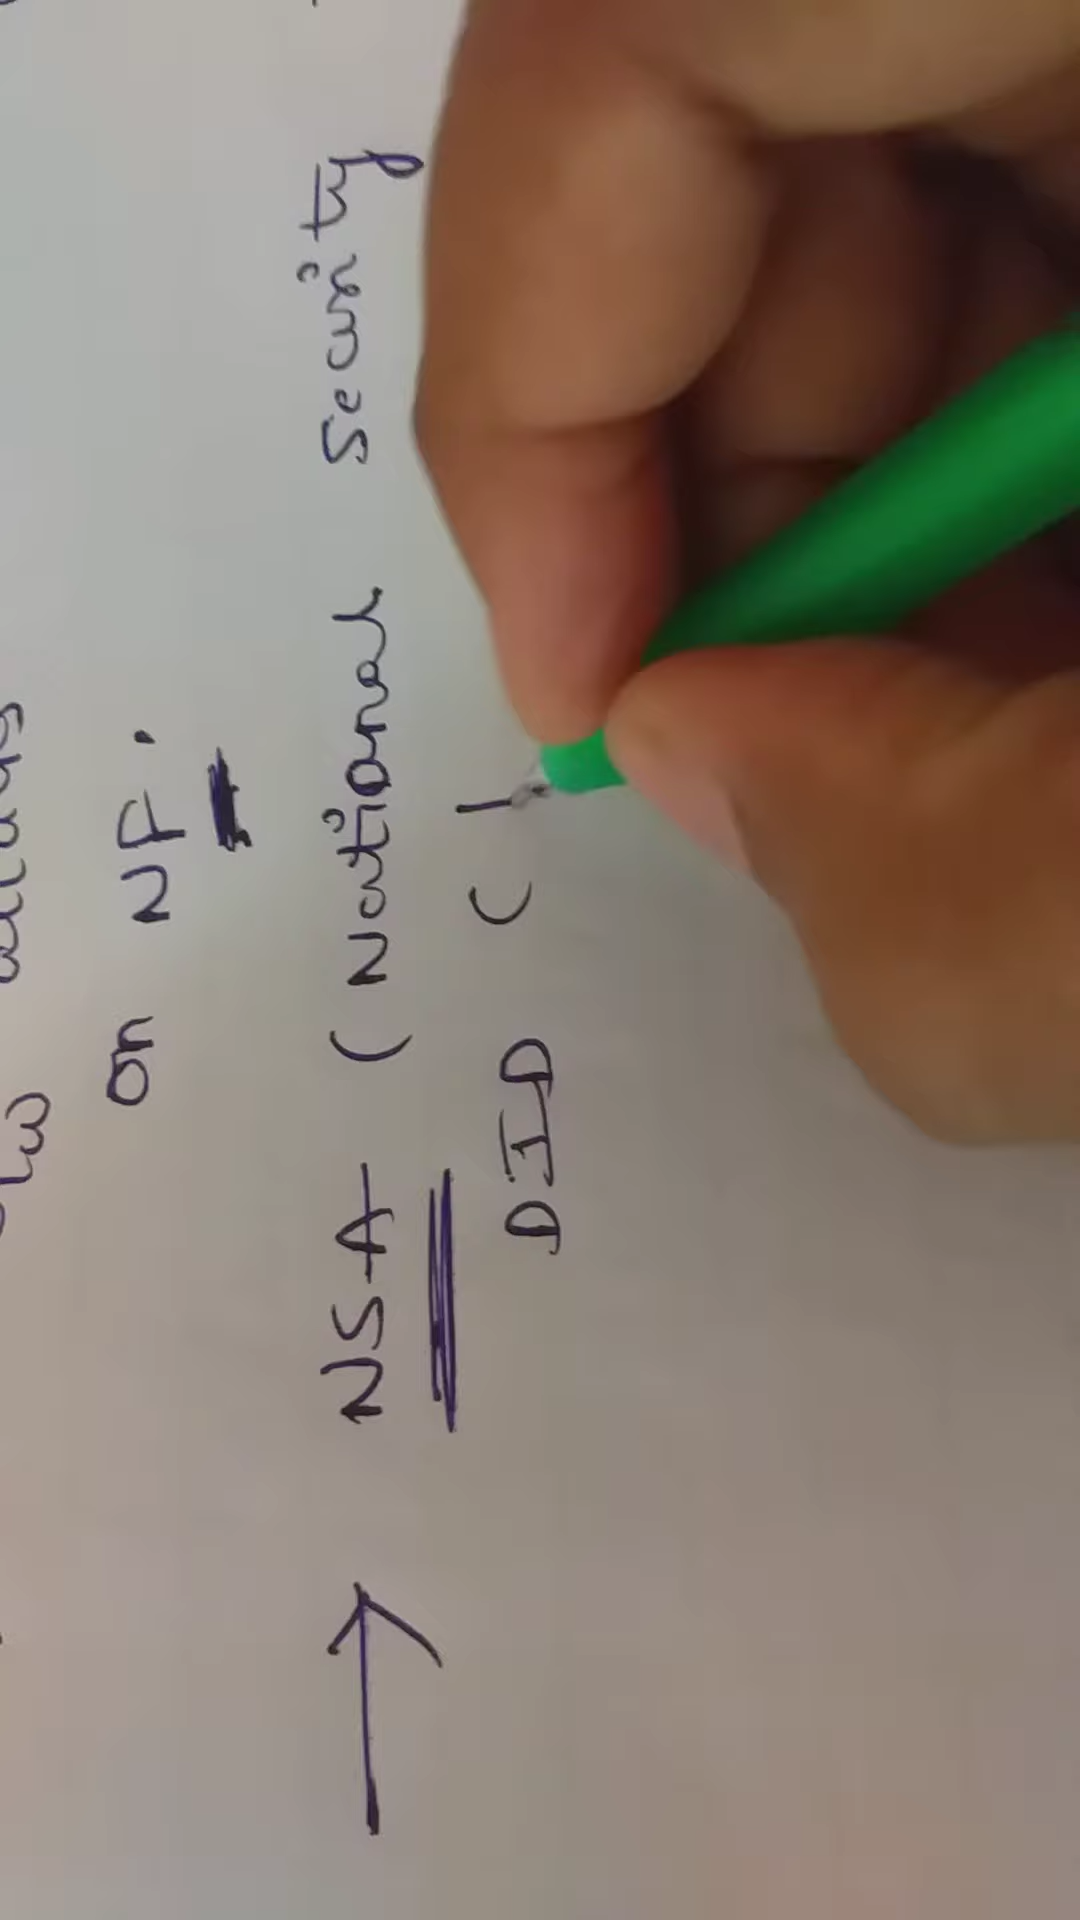 on NF.
→ NSA (National Security
DID (